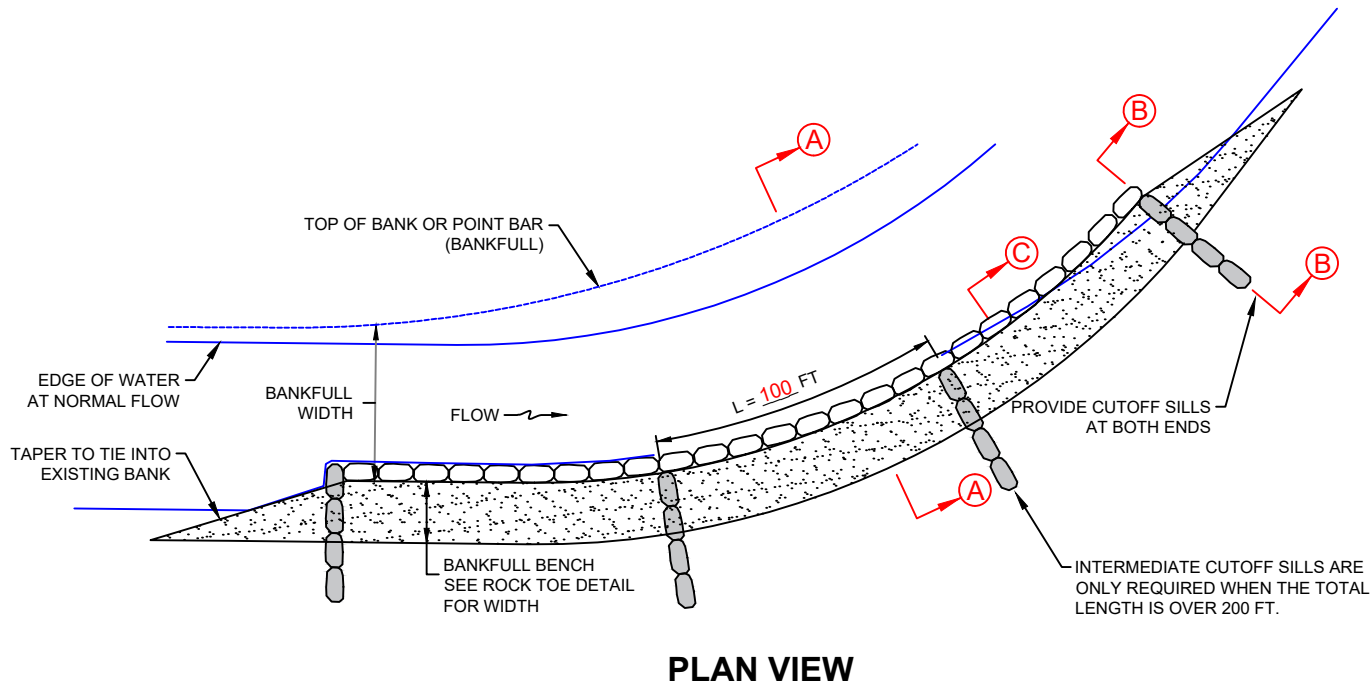 A
B
TOP OF BANK OR POINT BAR
(BANKFULL)
C
B
EDGE OF WATER
AT NORMAL FLOW
BANKFULL
WIDTH
FLOW
L = 100 FT
PROVIDE CUTOFF SILLS
AT BOTH ENDS
TAPER TO TIE INTO
EXISTING BANK
A
BANKFULL BENCH
SEE ROCK TOE DETAIL
FOR WIDTH
INTERMEDIATE CUTOFF SILLS ARE
ONLY REQUIRED WHEN THE TOTAL
LENGTH IS OVER 200 FT.
PLAN VIEW